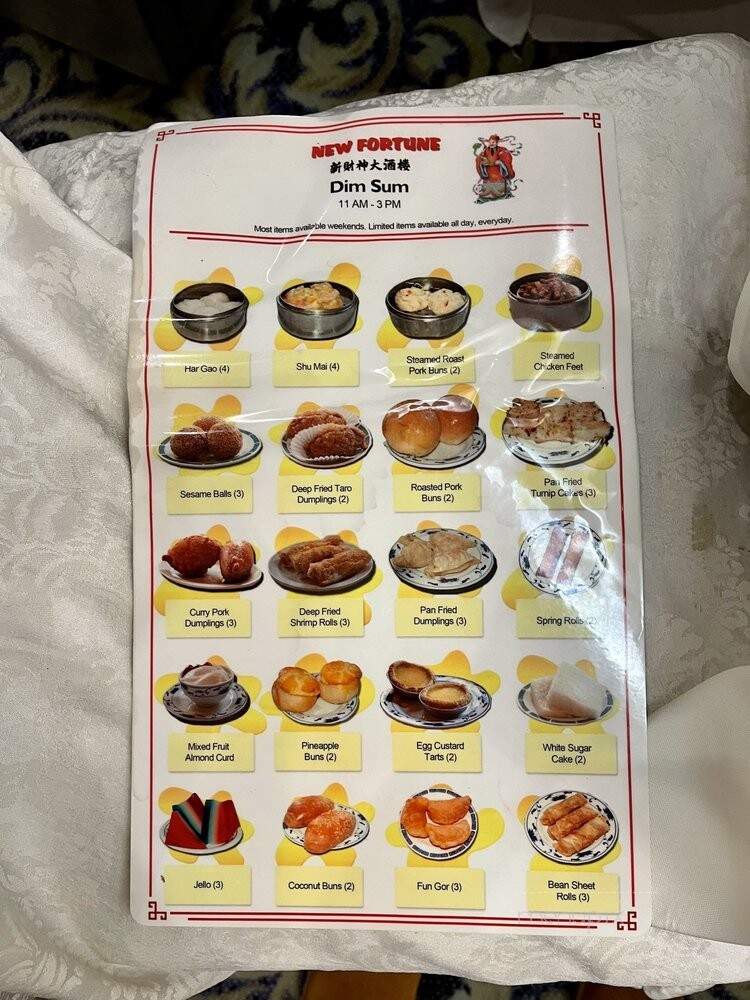 NEW FORTUNE
新財神大酒樓
Dim Sum
11 AM - 3 PM
Most items available weekends. Limited items available all day, everyday.
Har Gao (4)
Shu Mai (4)
Steamed Roast
Pork Buns (2)
Steamed
Chicken Feet
Sesame Balls (3)
Deep Fried Taro
Dumplings (2)
Roasted Pork
Buns (2)
Pan Fried
Turnip Cakes (3)
Curry Pork
Dumplings (3)
Deep Fried
Shrimp Rolls (3)
Pan Fried
Dumplings (3)
Spring Rolls (2)
Mixed Fruit
Almond Curd
Pineapple
Buns (2)
Egg Custard
Tarts (2)
White Sugar
Cake (2)
Jello (3)
Coconut Buns (2)
Fun Gor (3)
Bean Sheet
Rolls (3)